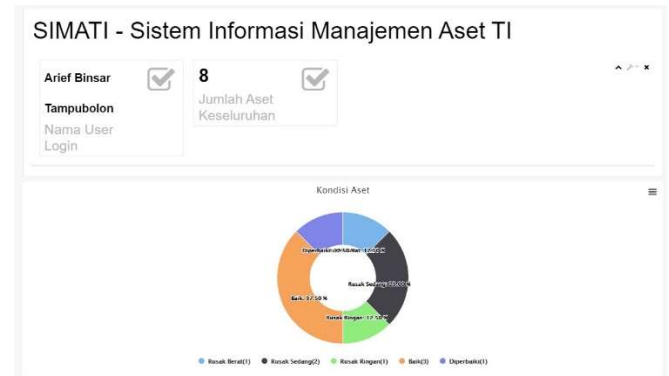 SIMATI - Sistem Informasi Manajemen Aset TI
Arief Binsar
Tampubolon
Nama User
Login
8
Jumlah Aset
Keseluruhan
Kondisi Aset
Rusak Sedang:
Baik: 37.50 %
Rusak Ringan: 12.50 %
Rusak Berat(1) Rusak Sedang(2) Rusak Ringan(1) Baik(3) Diperbaiki(1)